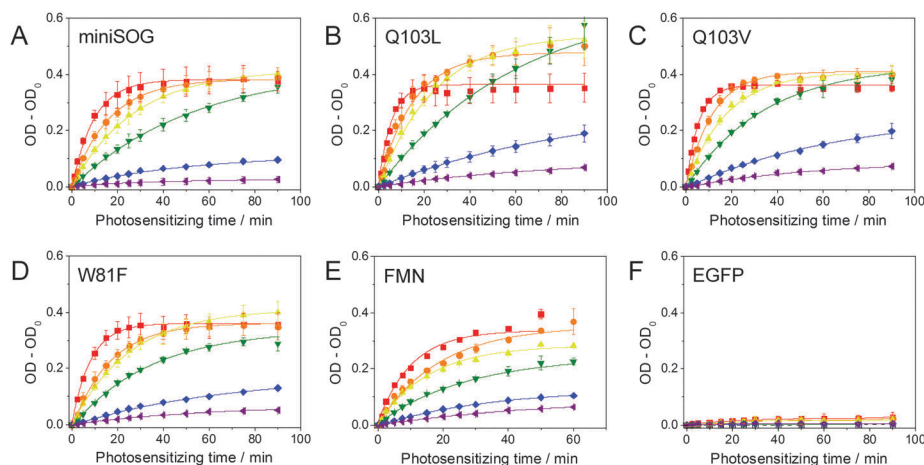 A miniSOG
B Q103L
C Q103V
0.6
0.4
0.2
0.0
OD - OD₀
0 20 40 60 80 100
Photosensitizing time / min
0.6
0.4
0.2
0.0
OD - OD₀
0 20 40 60 80 100
Photosensitizing time / min
0.6
0.4
0.2
0.0
OD - OD₀
0 20 40 60 80 100
Photosensitizing time / min
D W81F
E FMN
F EGFP
0.6
0.4
0.2
0.0
OD - OD₀
0 20 40 60 80 100
Photosensitizing time / min
0.6
0.4
0.2
0.0
OD - OD₀
0 20 40 60
Photosensitizing time / min
0.6
0.4
0.2
0.0
OD - OD₀
0 20 40 60 80 100
Photosensitizing time / min